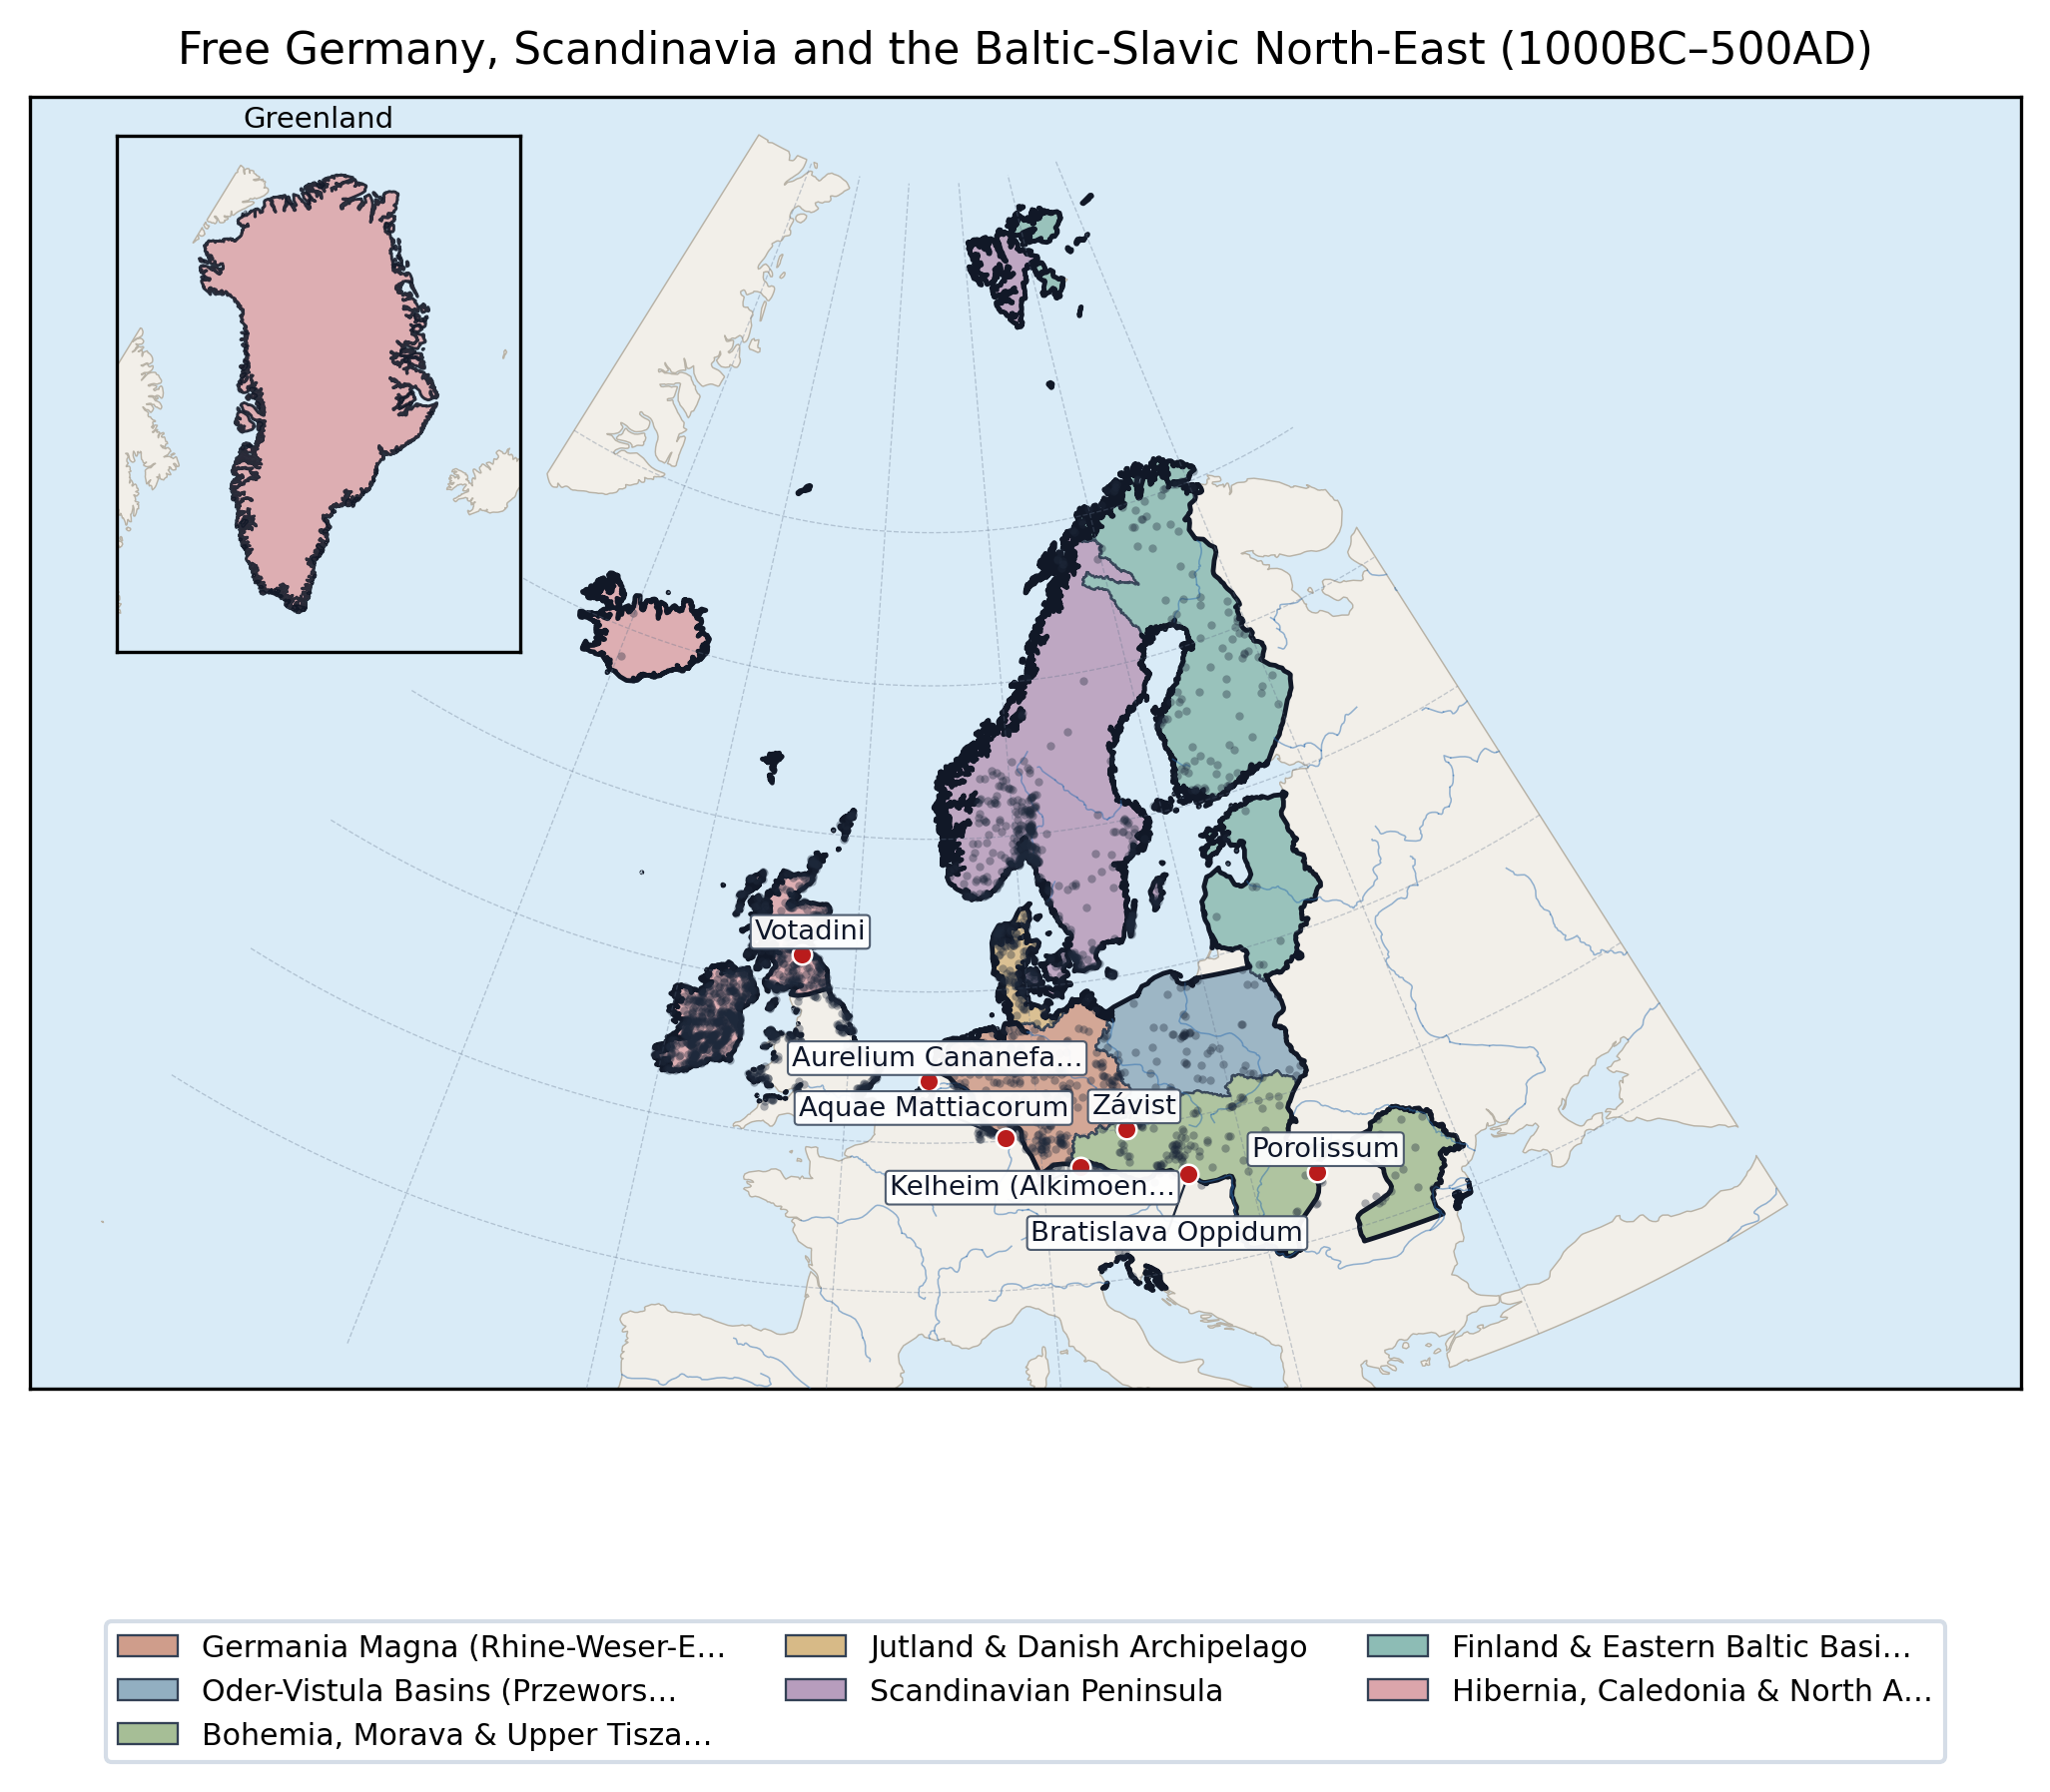 Free Germany, Scandinavia and the Baltic-Slavic North-East (1000BC–500AD)
Greenland
Votadini
Aurelium Cananefa...
Aquae Mattiacorum
Závist
Porolissum
Kelheim (Alkimoen...
Bratislava Oppidum
Germania Magna (Rhine-Weser-E...
Oder-Vistula Basins (Przewors...
Bohemia, Morava & Upper Tisza...
Jutland & Danish Archipelago
Scandinavian Peninsula
Finland & Eastern Baltic Basi...
Hibernia, Caledonia & North A...